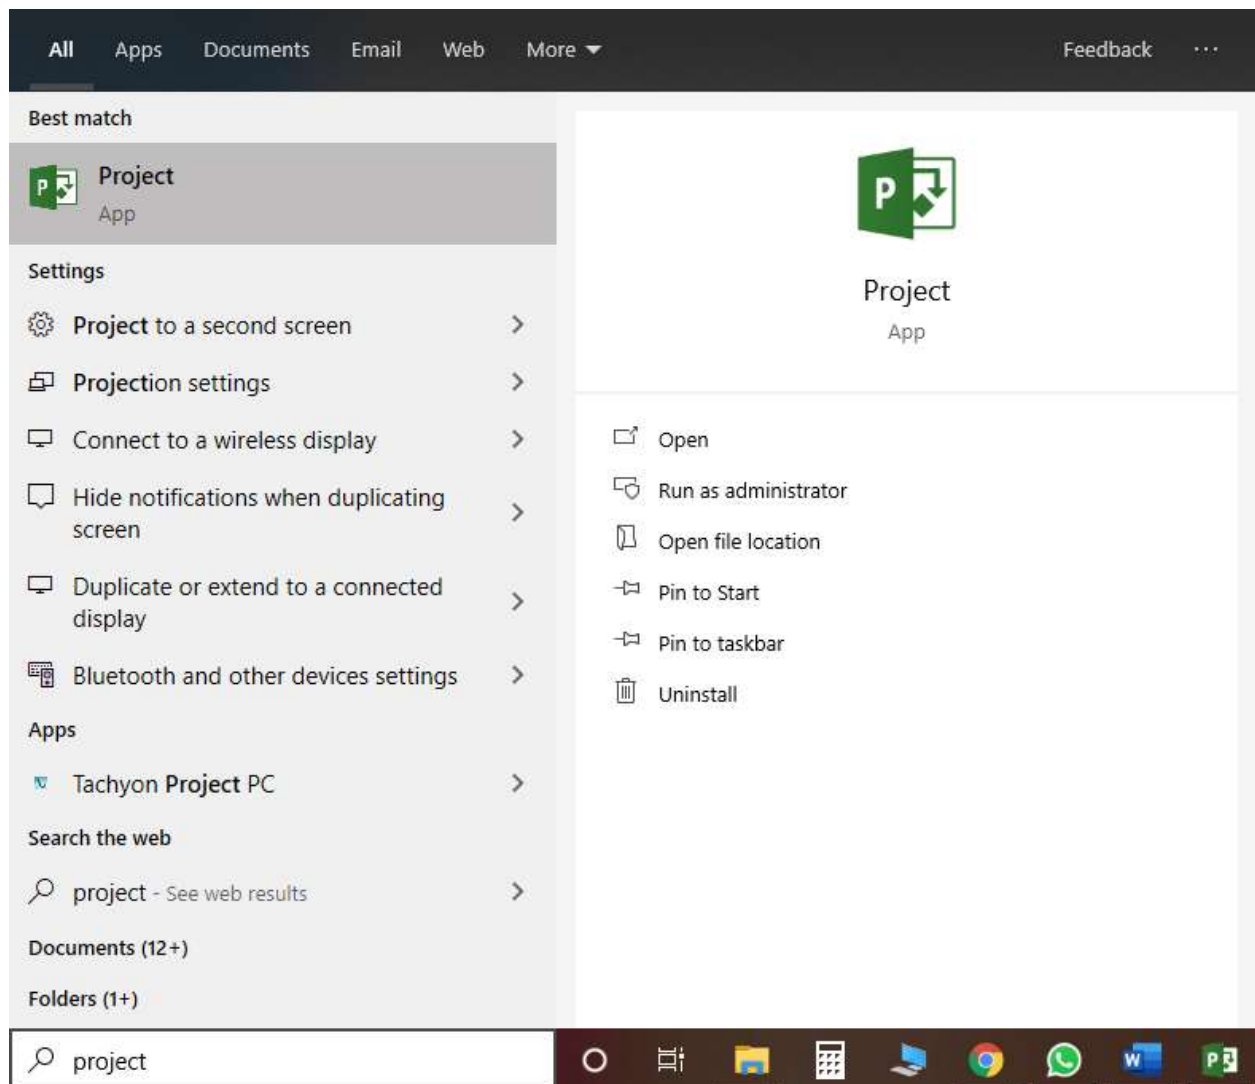 All Apps Documents Email Web More Feedback ...
Best match
Project
App
Settings
Project to a second screen
Projection settings
Connect to a wireless display
Hide notifications when duplicating
screen
Duplicate or extend to a connected
display
Bluetooth and other devices settings
Apps
Tachyon Project PC
Search the web
project - See web results
Documents (12+)
Folders (1+)
project
P
Project
App
Open
Run as administrator
Open file location
Pin to Start
Pin to taskbar
Uninstall
P
W
P